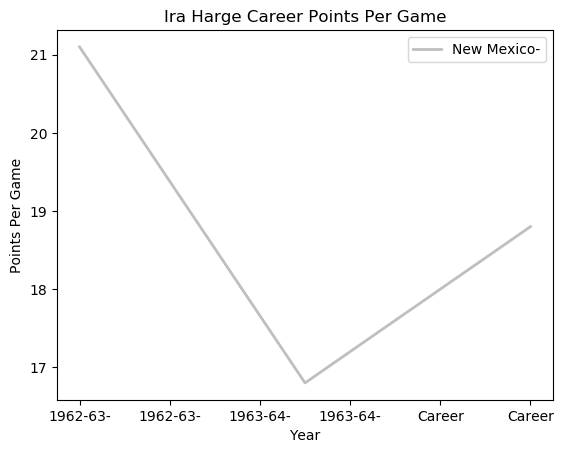 Ira Harge Career Points Per Game
New Mexico-
Points Per Game
21
20
19
18
17
1962-63- 1962-63- 1963-64- 1963-64- Career Career
Year